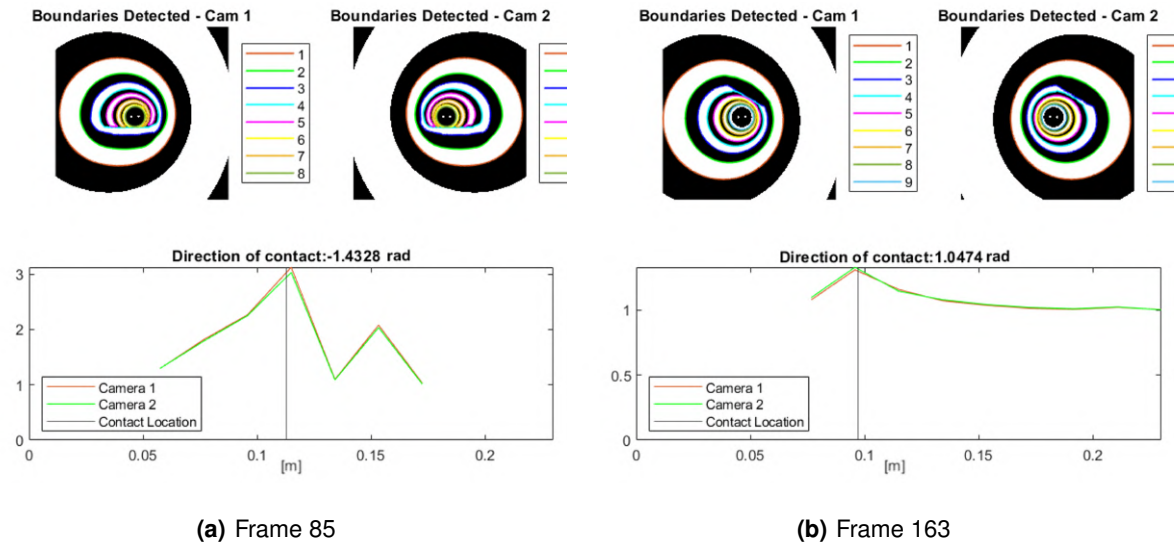 Boundaries Detected - Cam 1
Boundaries Detected - Cam 2
1
2
3
4
5
6
7
8
Direction of contact:-1.4328 rad
3
2
1
0
Camera 1
Camera 2
Contact Location
0
0.05
0.1
0.15
0.2
[m]
(a) Frame 85
Boundaries Detected - Cam 1
Boundaries Detected - Cam 2
1
2
3
4
5
6
7
8
9
Direction of contact:1.0474 rad
1
0.5
0
Camera 1
Camera 2
Contact Location
0
0.05
0.1
0.15
0.2
[m]
(b) Frame 163